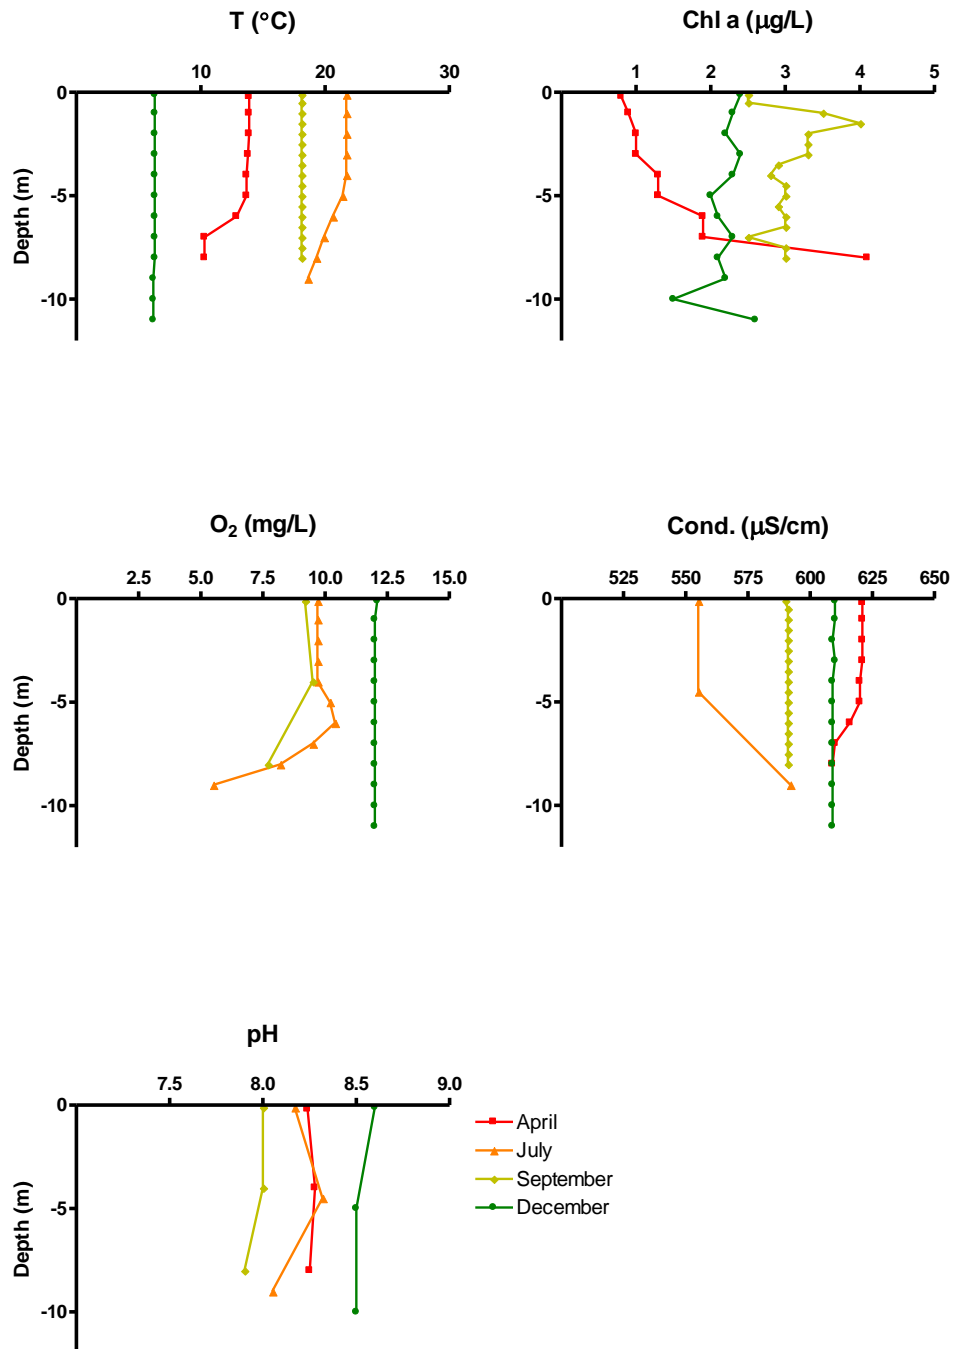 T (°C)
10 20 30
0
-5
-10
Depth (m)
Chl a (µg/L)
1 2 3 4 5
0
-5
-10
O2 (mg/L)
2.5 5.0 7.5 10.0 12.5 15.0
0
-5
-10
Depth (m)
Cond. (µS/cm)
525 550 575 600 625 650
0
-5
-10
pH
7.5 8.0 8.5 9.0
0
-5
-10
Depth (m)
April
July
September
December